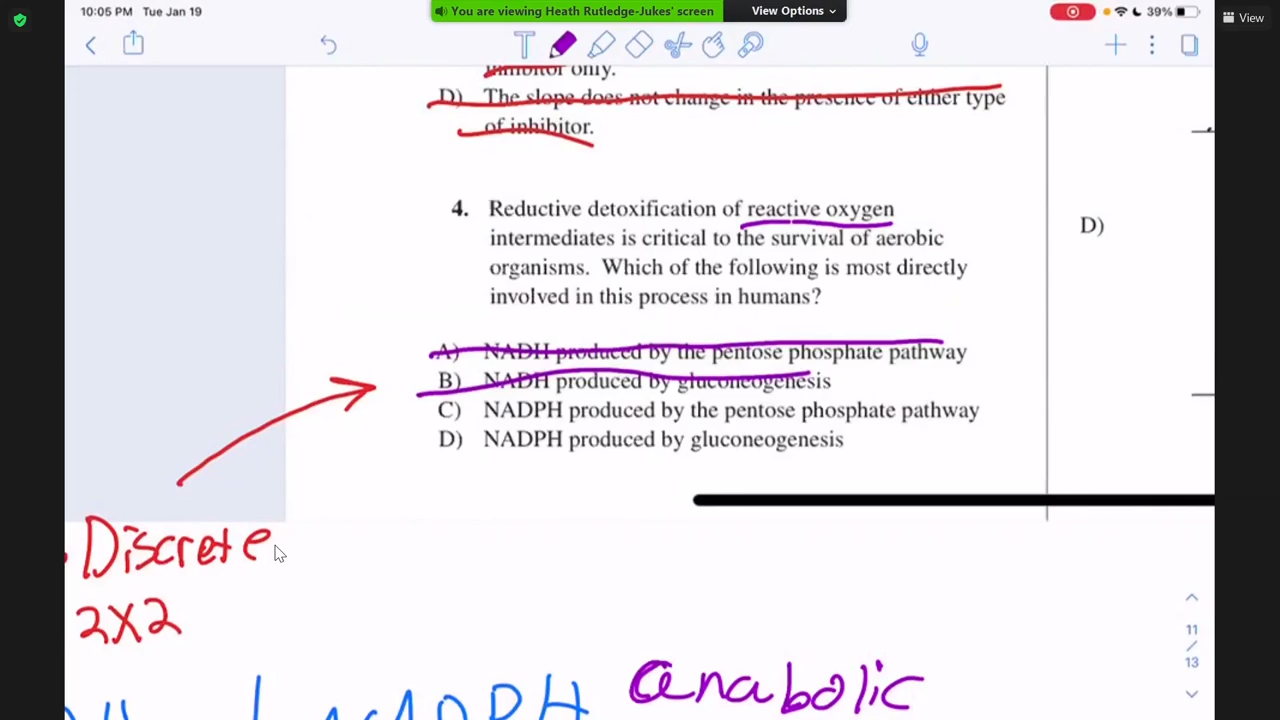 10:05 PM Tue Jan 19
You are viewing Heath Rutledge-Jukes' screen
View Options
39%
View
T
inhibitor only.
D) The slope does not change in the presence of either type
of inhibitor.
4. Reductive detoxification of reactive oxygen
intermediates is critical to the survival of aerobic
organisms. Which of the following is most directly
involved in this process in humans?
D)
A) NADH produced by the pentose phosphate pathway
B) NADH produced by gluconeogenesis
C) NADPH produced by the pentose phosphate pathway
D) NADPH produced by gluconeogenesis
Discrete
2X2
11
/
13
NADPH anabolic